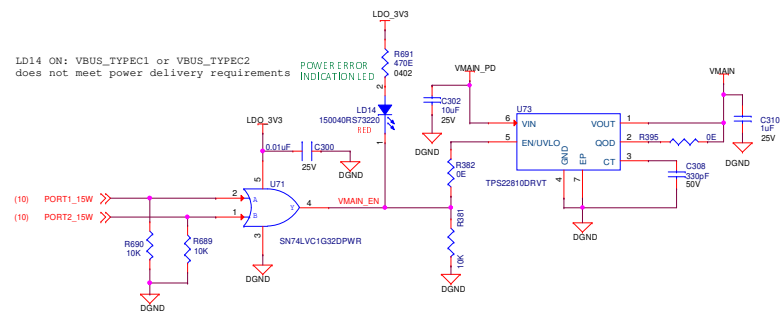 LDO_3V3
LD14 ON: VBUS_TYPEC1 or VBUS_TYPEC2
does not meet power delivery requirements
POWER ERROR
INDICATION LED
R691
470E
0402
2
LD14
150040RS73220
RED
1
VMAIN_PD
C302
10uF
25V
DGND
U73
6
VIN
5
EN/UVLO
VOUT
1
QOD
2
CT
3
GND
EP
4
7
TPS22810DRVT
R395
0E
VMAIN
C310
1uF
25V
DGND
C308
330pF
50V
DGND
LDO_3V3
0.01uF
C300
25V
DGND
5
U71
(10)
PORT1_15W
2
A
(10)
PORT2_15W
1
B
Y
4
VMAIN_EN
3
SN74LVC1G32DPWR
DGND
R690
10K
R689
10K
DGND
R382
0E
R381
10K
DGND